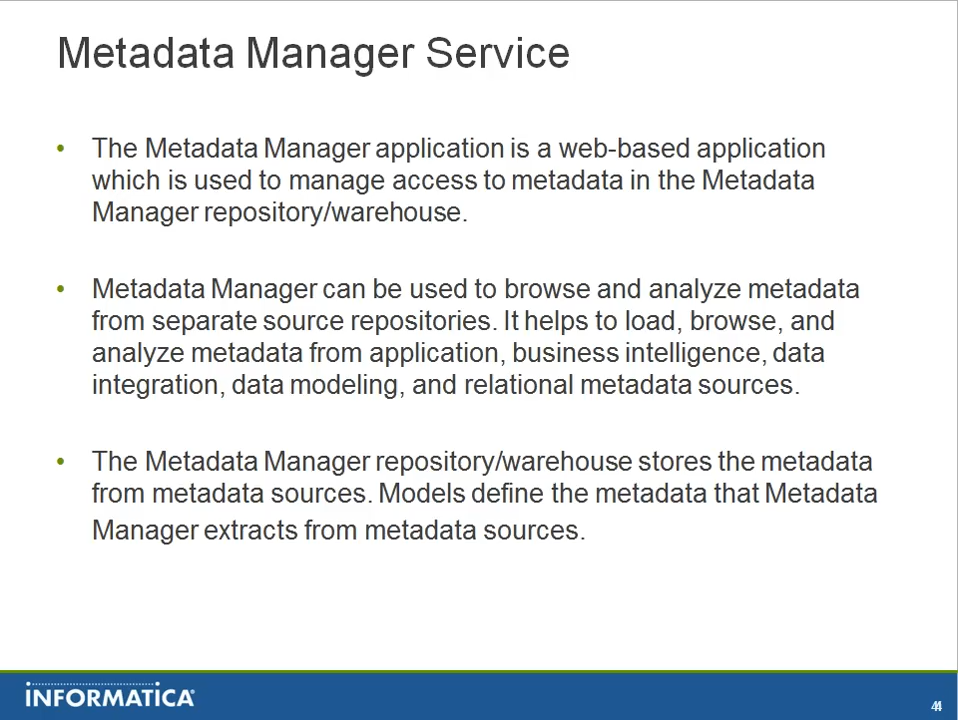 Metadata Manager Service
• The Metadata Manager application is a web-based application
which is used to manage access to metadata in the Metadata
Manager repository/warehouse.
• Metadata Manager can be used to browse and analyze metadata
from separate source repositories. It helps to load, browse, and
analyze metadata from application, business intelligence, data
integration, data modeling, and relational metadata sources.
• The Metadata Manager repository/warehouse stores the metadata
from metadata sources. Models define the metadata that Metadata
Manager extracts from metadata sources.
INFORMATICA®